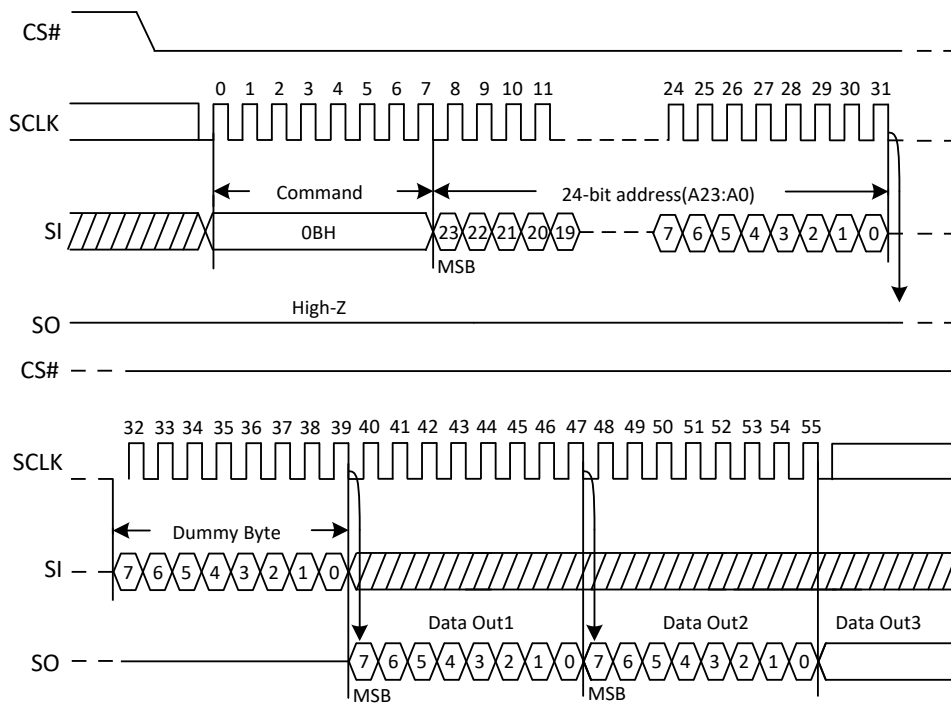 CS#
0 1 2 3 4 5 6 7 8 9 10 11 24 25 26 27 28 29 30 31
SCLK
Command 24-bit address(A23:A0)
SI 0BH 23 22 21 20 19 7 6 5 4 3 2 1 0
MSB
High-Z
SO
CS#
32 33 34 35 36 37 38 39 40 41 42 43 44 45 46 47 48 49 50 51 52 53 54 55
SCLK
Dummy Byte
SI 7 6 5 4 3 2 1 0
Data Out1 Data Out2 Data Out3
SO 7 6 5 4 3 2 1 0 7 6 5 4 3 2 1 0
MSB MSB